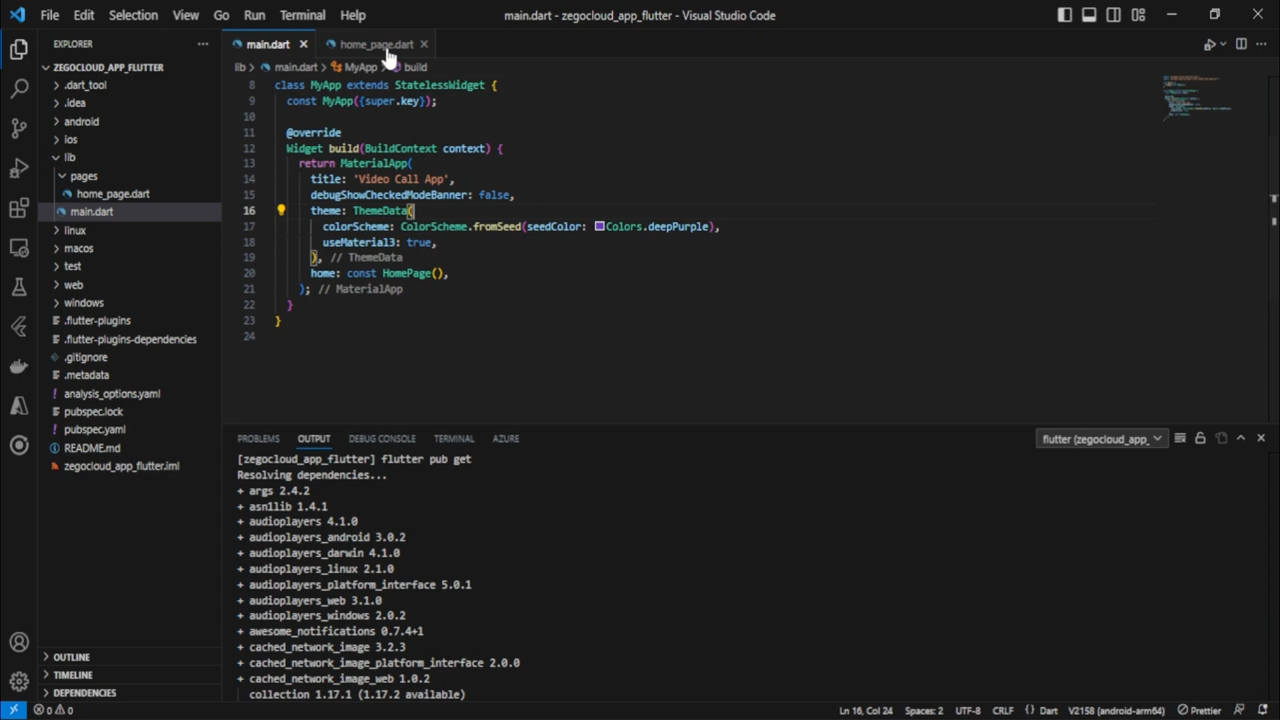 File Edit Selection View Go Run Terminal Help
main.dart - zegocloud_app_flutter - Visual Studio Code
EXPLORER
ZEGOCLOUD_APP_FLUTTER
.dart_tool
.idea
android
ios
lib
pages
home_page.dart
main.dart
linux
macos
test
web
windows
.flutter-plugins
.flutter-plugins-dependencies
.gitignore
.metadata
analysis_options.yaml
pubspec.lock
pubspec.yaml
README.md
zegocloud_app_flutter.iml
OUTLINE
TIMELINE
DEPENDENCIES
main.dart home_page.dart
lib > main.dart > MyApp > build
8 class MyApp extends StatelessWidget {
9 const MyApp({super.key});
10
11 @override
12 Widget build(BuildContext context) {
13 return MaterialApp(
14 title: 'Video Call App',
15 debugShowCheckedModeBanner: false,
16 theme: ThemeData(
17 colorScheme: ColorScheme.fromSeed(seedColor: Colors.deepPurple),
18 useMaterial3: true,
19 ), // ThemeData
20 home: const HomePage(),
21 ); // MaterialApp
22 }
23 }
24
PROBLEMS OUTPUT DEBUG CONSOLE TERMINAL AZURE
flutter (zegocloud_app_
[zegocloud_app_flutter] flutter pub get
Resolving dependencies...
+ args 2.4.2
+ asn1lib 1.4.1
+ audioplayers 4.1.0
+ audioplayers_android 3.0.2
+ audioplayers_darwin 4.1.0
+ audioplayers_linux 2.1.0
+ audioplayers_platform_interface 5.0.1
+ audioplayers_web 3.1.0
+ audioplayers_windows 2.0.2
+ awesome_notifications 0.7.4+1
+ cached_network_image 3.2.3
+ cached_network_image_platform_interface 2.0.0
+ cached_network_image_web 1.0.2
collection 1.17.1 (1.17.2 available)
0 0
Ln 16, Col 24 Spaces: 2 UTF-8 CRLF {} Dart V2158 (android-arm64) Prettier